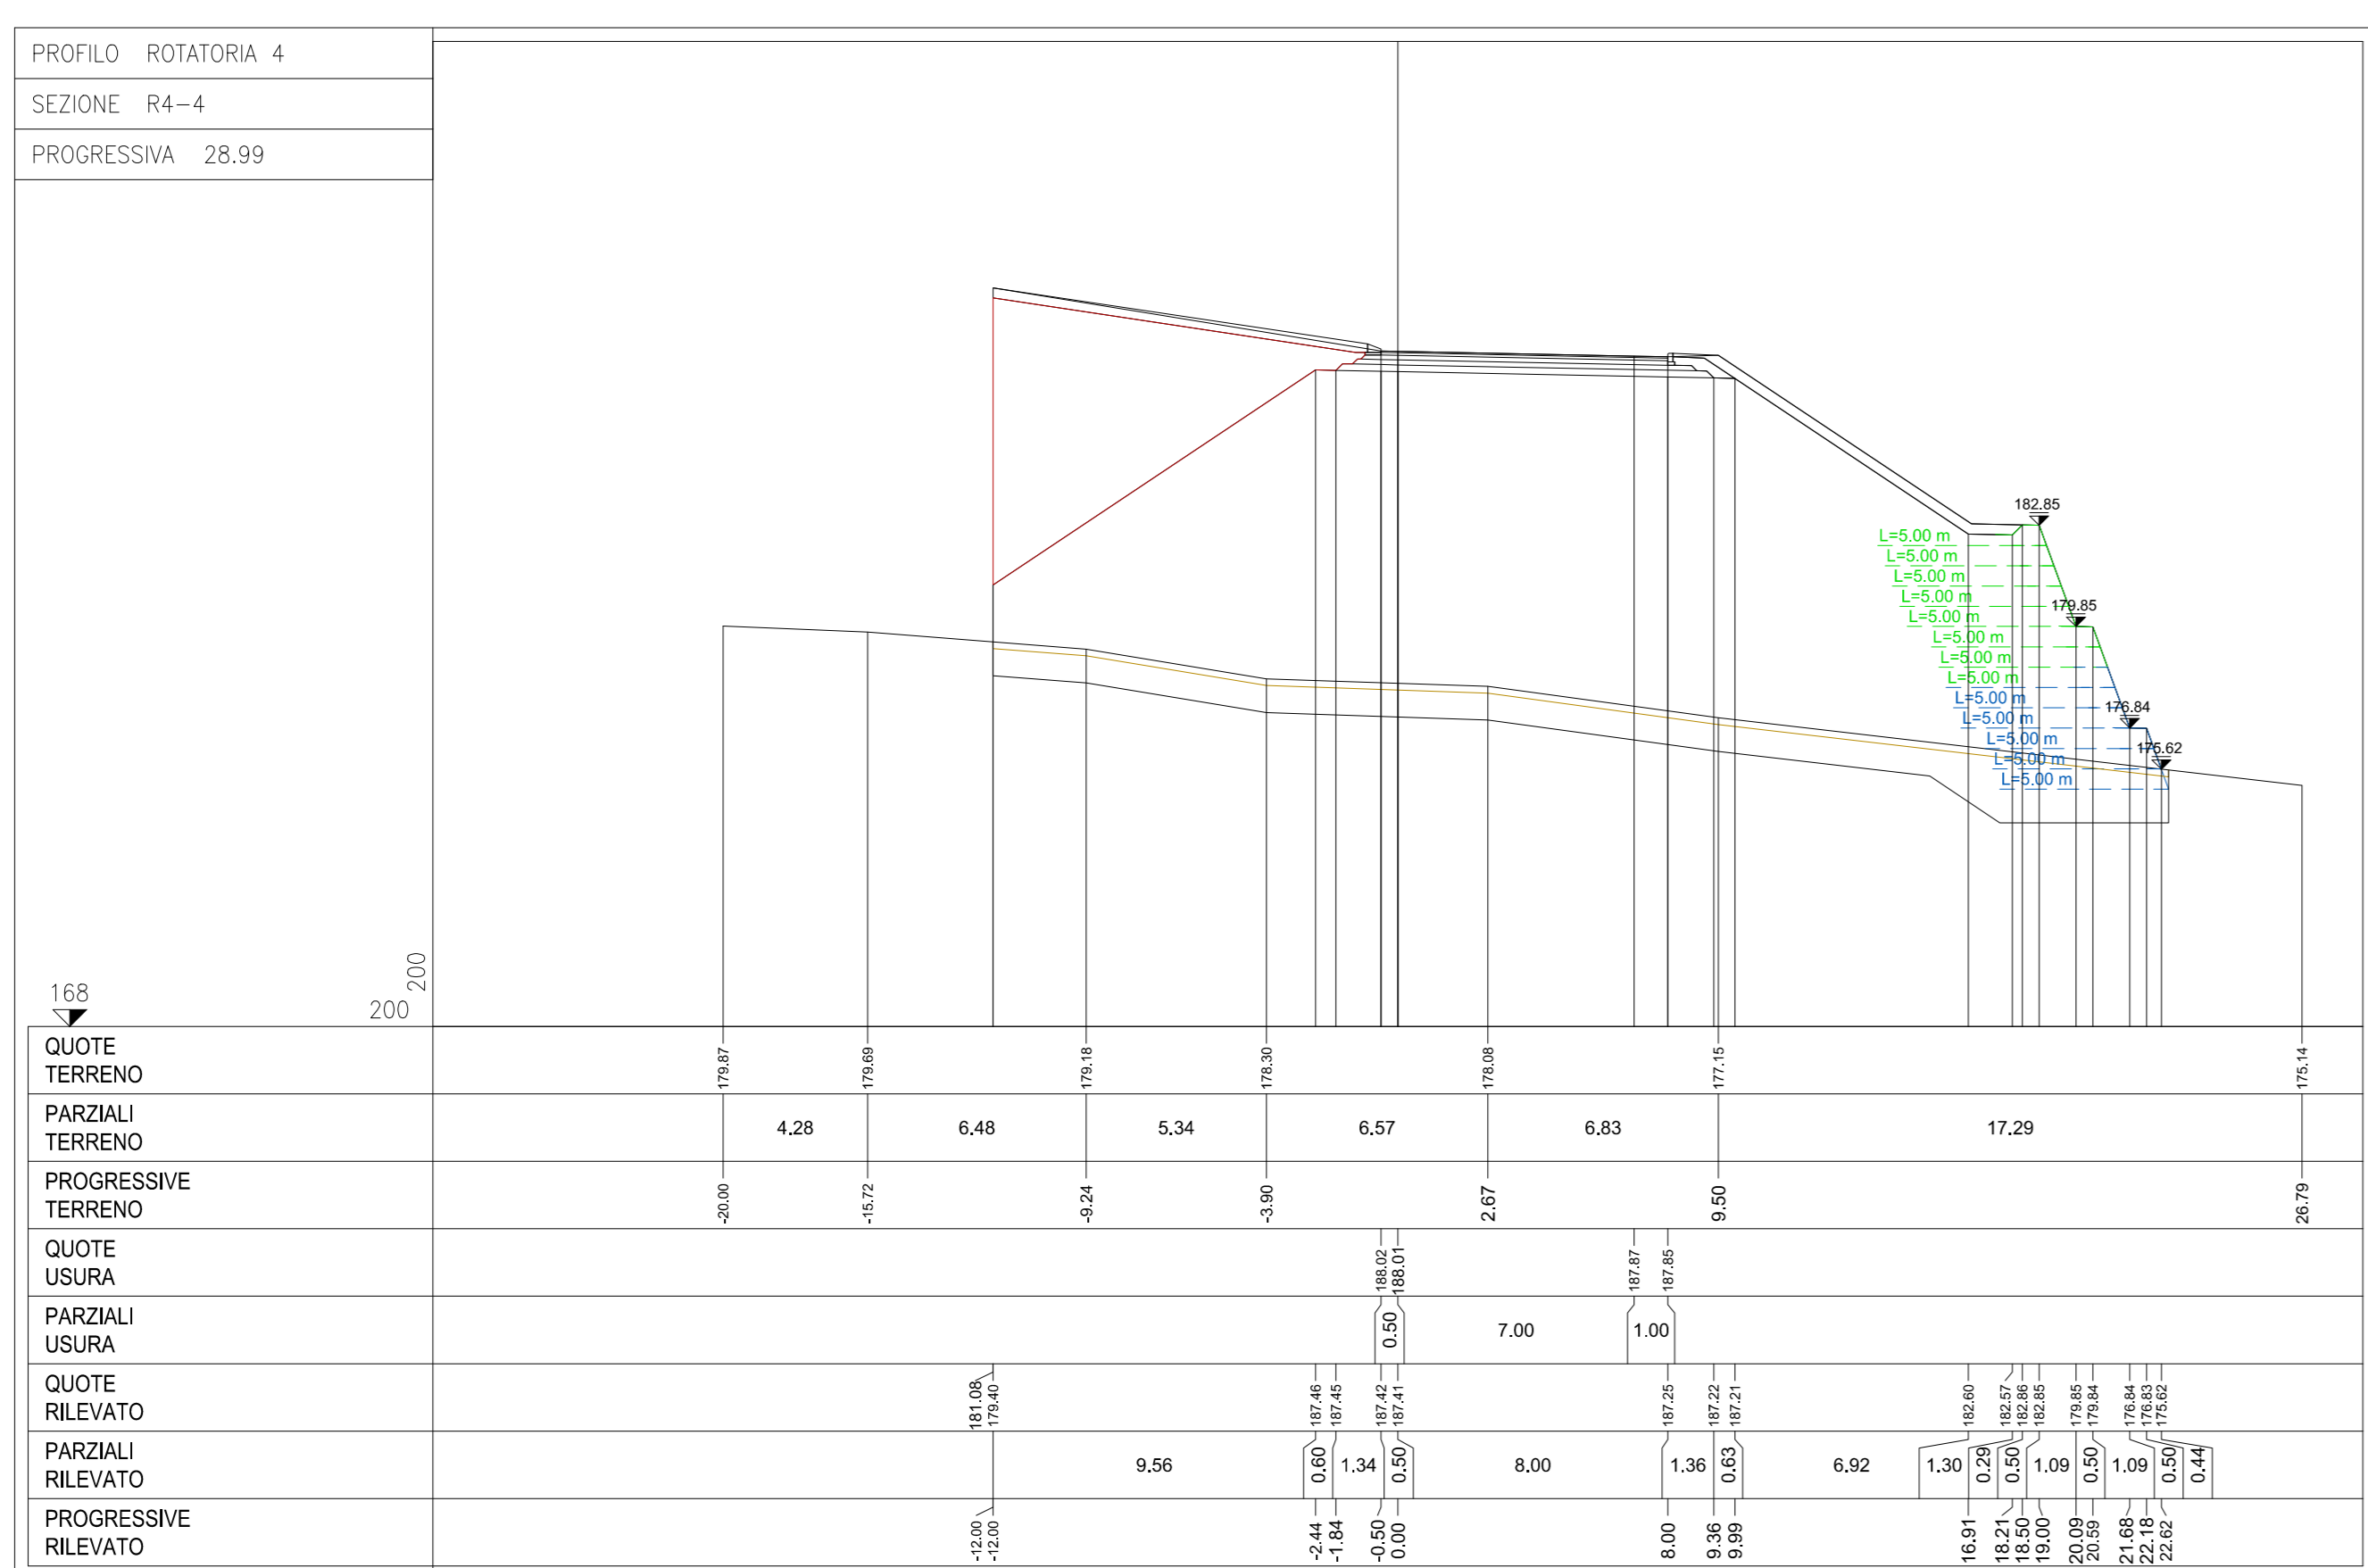 PROFILO ROTATORIA 4
SEZIONE R4-4
PROGRESSIVA 28.99
182.85
L=5.00 m
L=5.00 m
L=5.00 m
L=5.00 m
179.85
L=5.00 m
L=5.00 m
L=5.00 m
L=5.00 m
L=5.00 m
176.84
L=5.00 m
L=5.00 m
175.62
L=5.00 m
L=5.00 m
168
200
200
QUOTE
TERRENO
179.87 179.69 179.18 178.30 178.08 177.15 175.14
PARZIALI
TERRENO
4.28 6.48 5.34 6.57 6.83 17.29
PROGRESSIVE
TERRENO
-20.00 -15.72 -9.24 -3.90 2.67 9.50 26.79
QUOTE
USURA
188.02 188.01 187.87 187.85
PARZIALI
USURA
0.50 7.00 1.00
QUOTE
RILEVATO
181.08 179.40 187.46 187.45 187.42 187.41 187.25 187.22 187.21 182.60 182.57 182.86 182.85 179.85 179.84 176.84 176.83 175.62
PARZIALI
RILEVATO
9.56 0.60 1.34 0.50 8.00 1.36 0.63 6.92 1.30 0.29 0.50 1.09 0.50 1.09 0.50 0.44
PROGRESSIVE
RILEVATO
-12.00 -12.00 -2.44 -1.84 -0.50 0.00 8.00 9.36 9.99 16.91 18.21 18.50 19.00 20.09 20.59 21.68 22.18 22.62